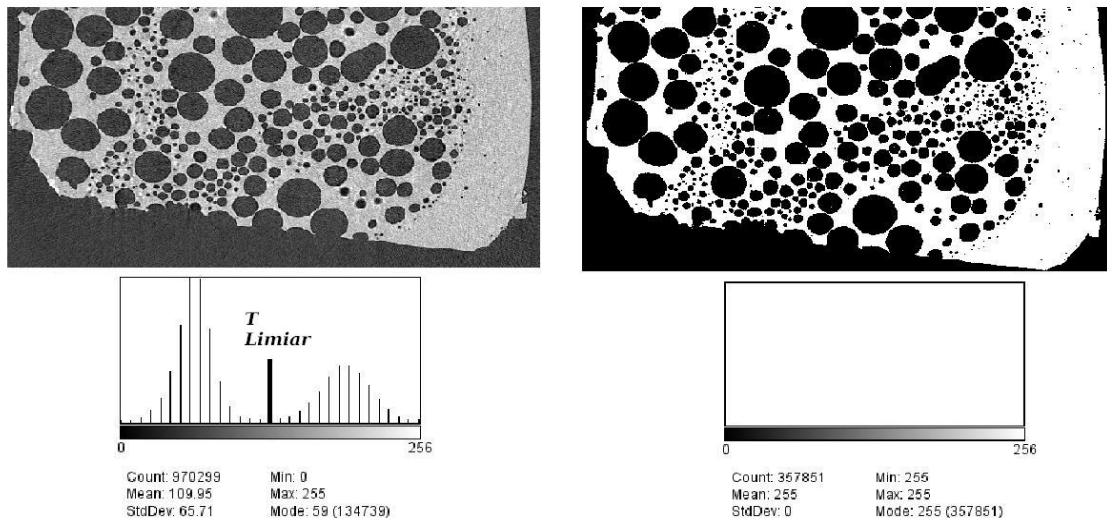 T
Limiar
0
256
Count: 970299
Min: 0
Mean: 109.95
Max: 255
StdDev: 65.71
Mode: 59 (134739)
0
256
Count: 357851
Min: 255
Mean: 255
Max: 255
StdDev: 0
Mode: 255 (357851)